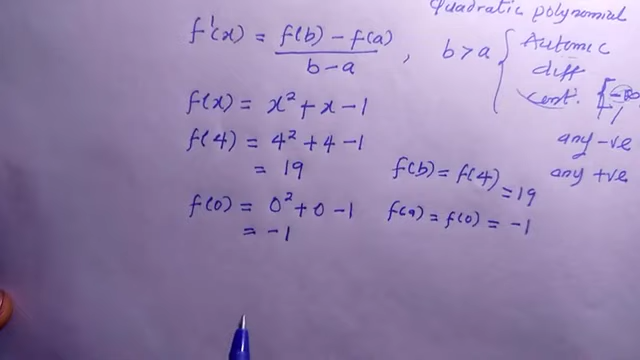 Quadratic polynomial
f'(x) = f(b) - f(a) / b - a , b > a { Automic
diff
cont.
any -ve
any +ve
f(x) = x² + x - 1
f(4) = 4² + 4 - 1
= 19
f(0) = 0² + 0 - 1
= -1
f(b) = f(4) = 19
f(a) = f(0) = -1